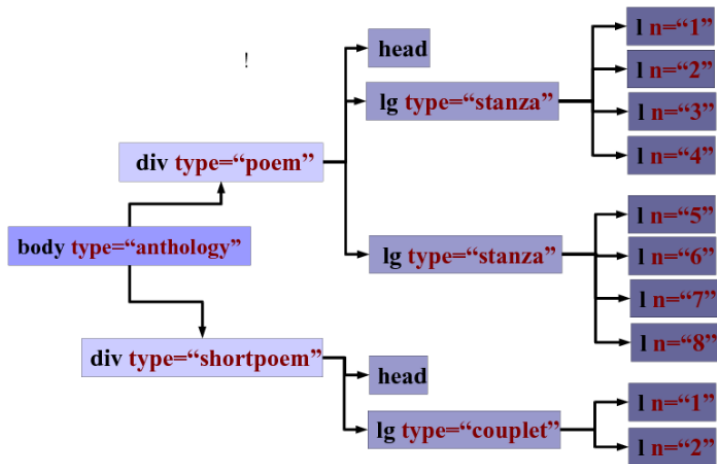 !
head
lg type=“stanza”
l n=“1”
l n=“2”
l n=“3”
l n=“4”
div type=“poem”
body type=“anthology”
lg type=“stanza”
l n=“5”
l n=“6”
l n=“7”
l n=“8”
div type=“shortpoem”
head
lg type=“couplet”
l n=“1”
l n=“2”